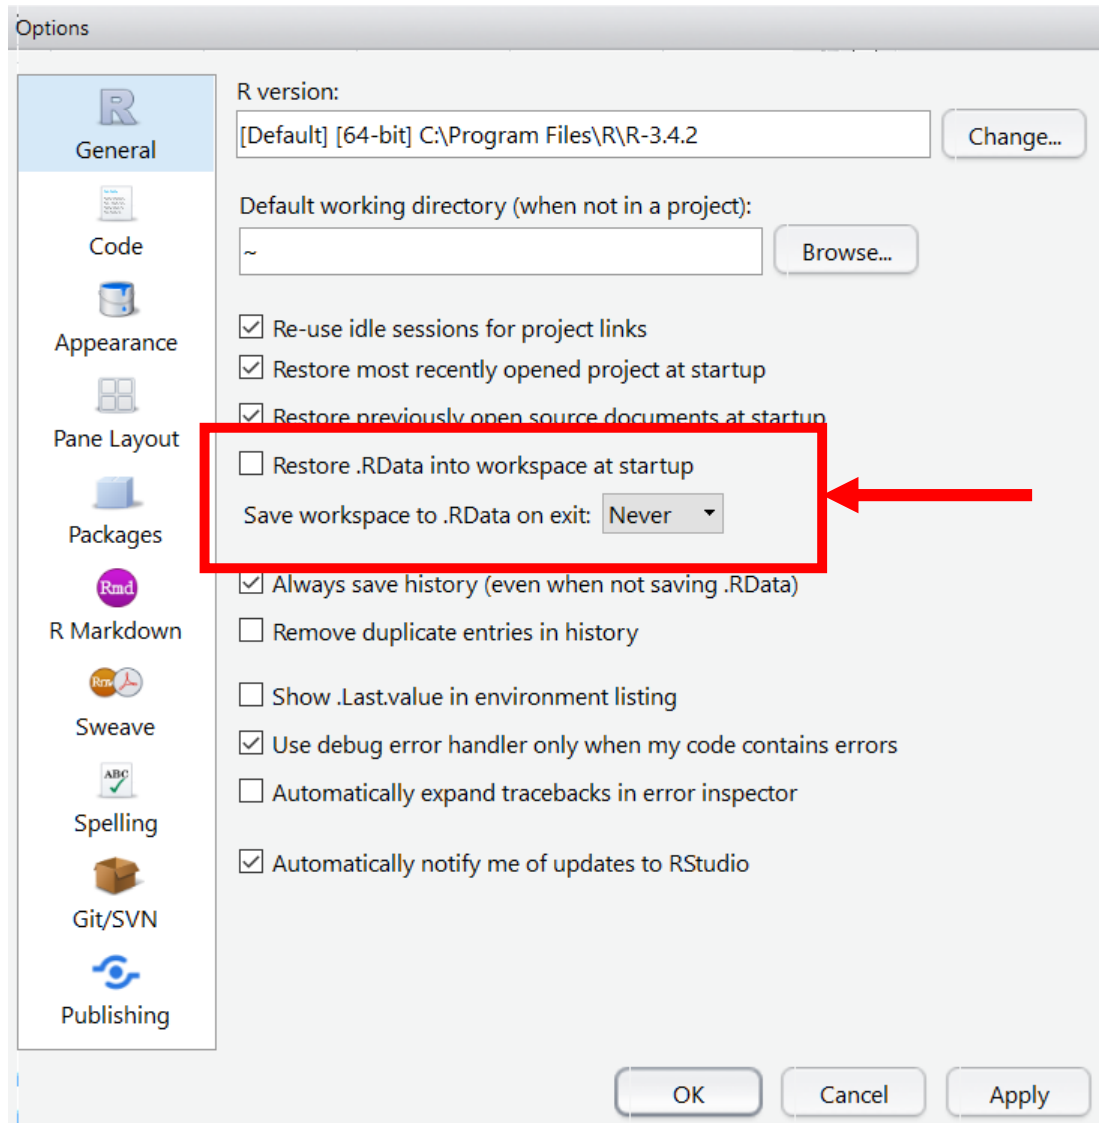 Options
R version:
[Default] [64-bit] C:\Program Files\R\R-3.4.2
Change...
General
Default working directory (when not in a project):
~
Browse...
Code
Re-use idle sessions for project links
Appearance
Restore most recently opened project at startup
Restore previously open source documents at startup
Pane Layout
Restore .RData into workspace at startup
Save workspace to .RData on exit: Never
Packages
Always save history (even when not saving .RData)
Rmd
R Markdown
Remove duplicate entries in history
Rnw
Show .Last.value in environment listing
Sweave
Use debug error handler only when my code contains errors
ABC
Automatically expand tracebacks in error inspector
Spelling
Automatically notify me of updates to RStudio
Git/SVN
Publishing
OK
Cancel
Apply